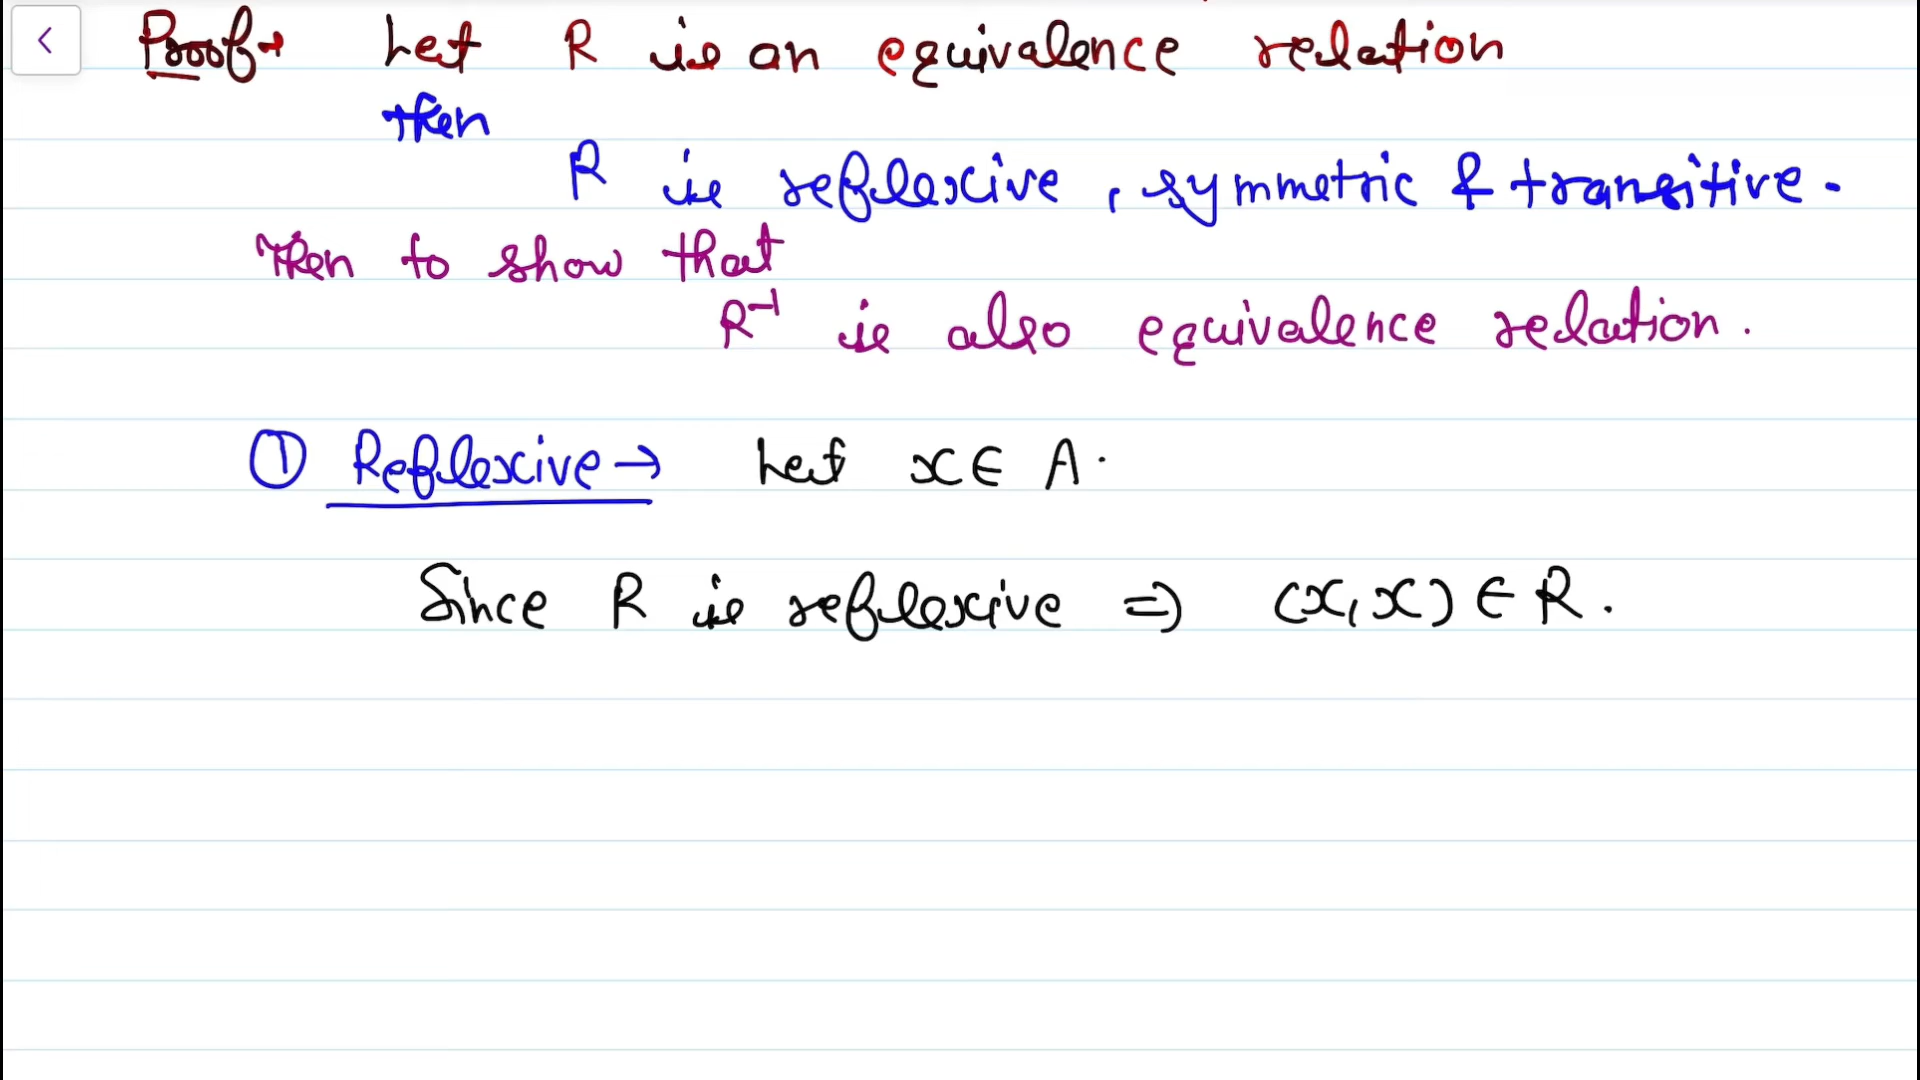 Proof→ Let R is an equivalence relation
then
R is reflexive, symmetric & transitive.
Then to show that
R⁻¹ is also equivalence relation.
① Reflexive → Let x ∈ A.
Since R is reflexive ⇒ (x, x) ∈ R.